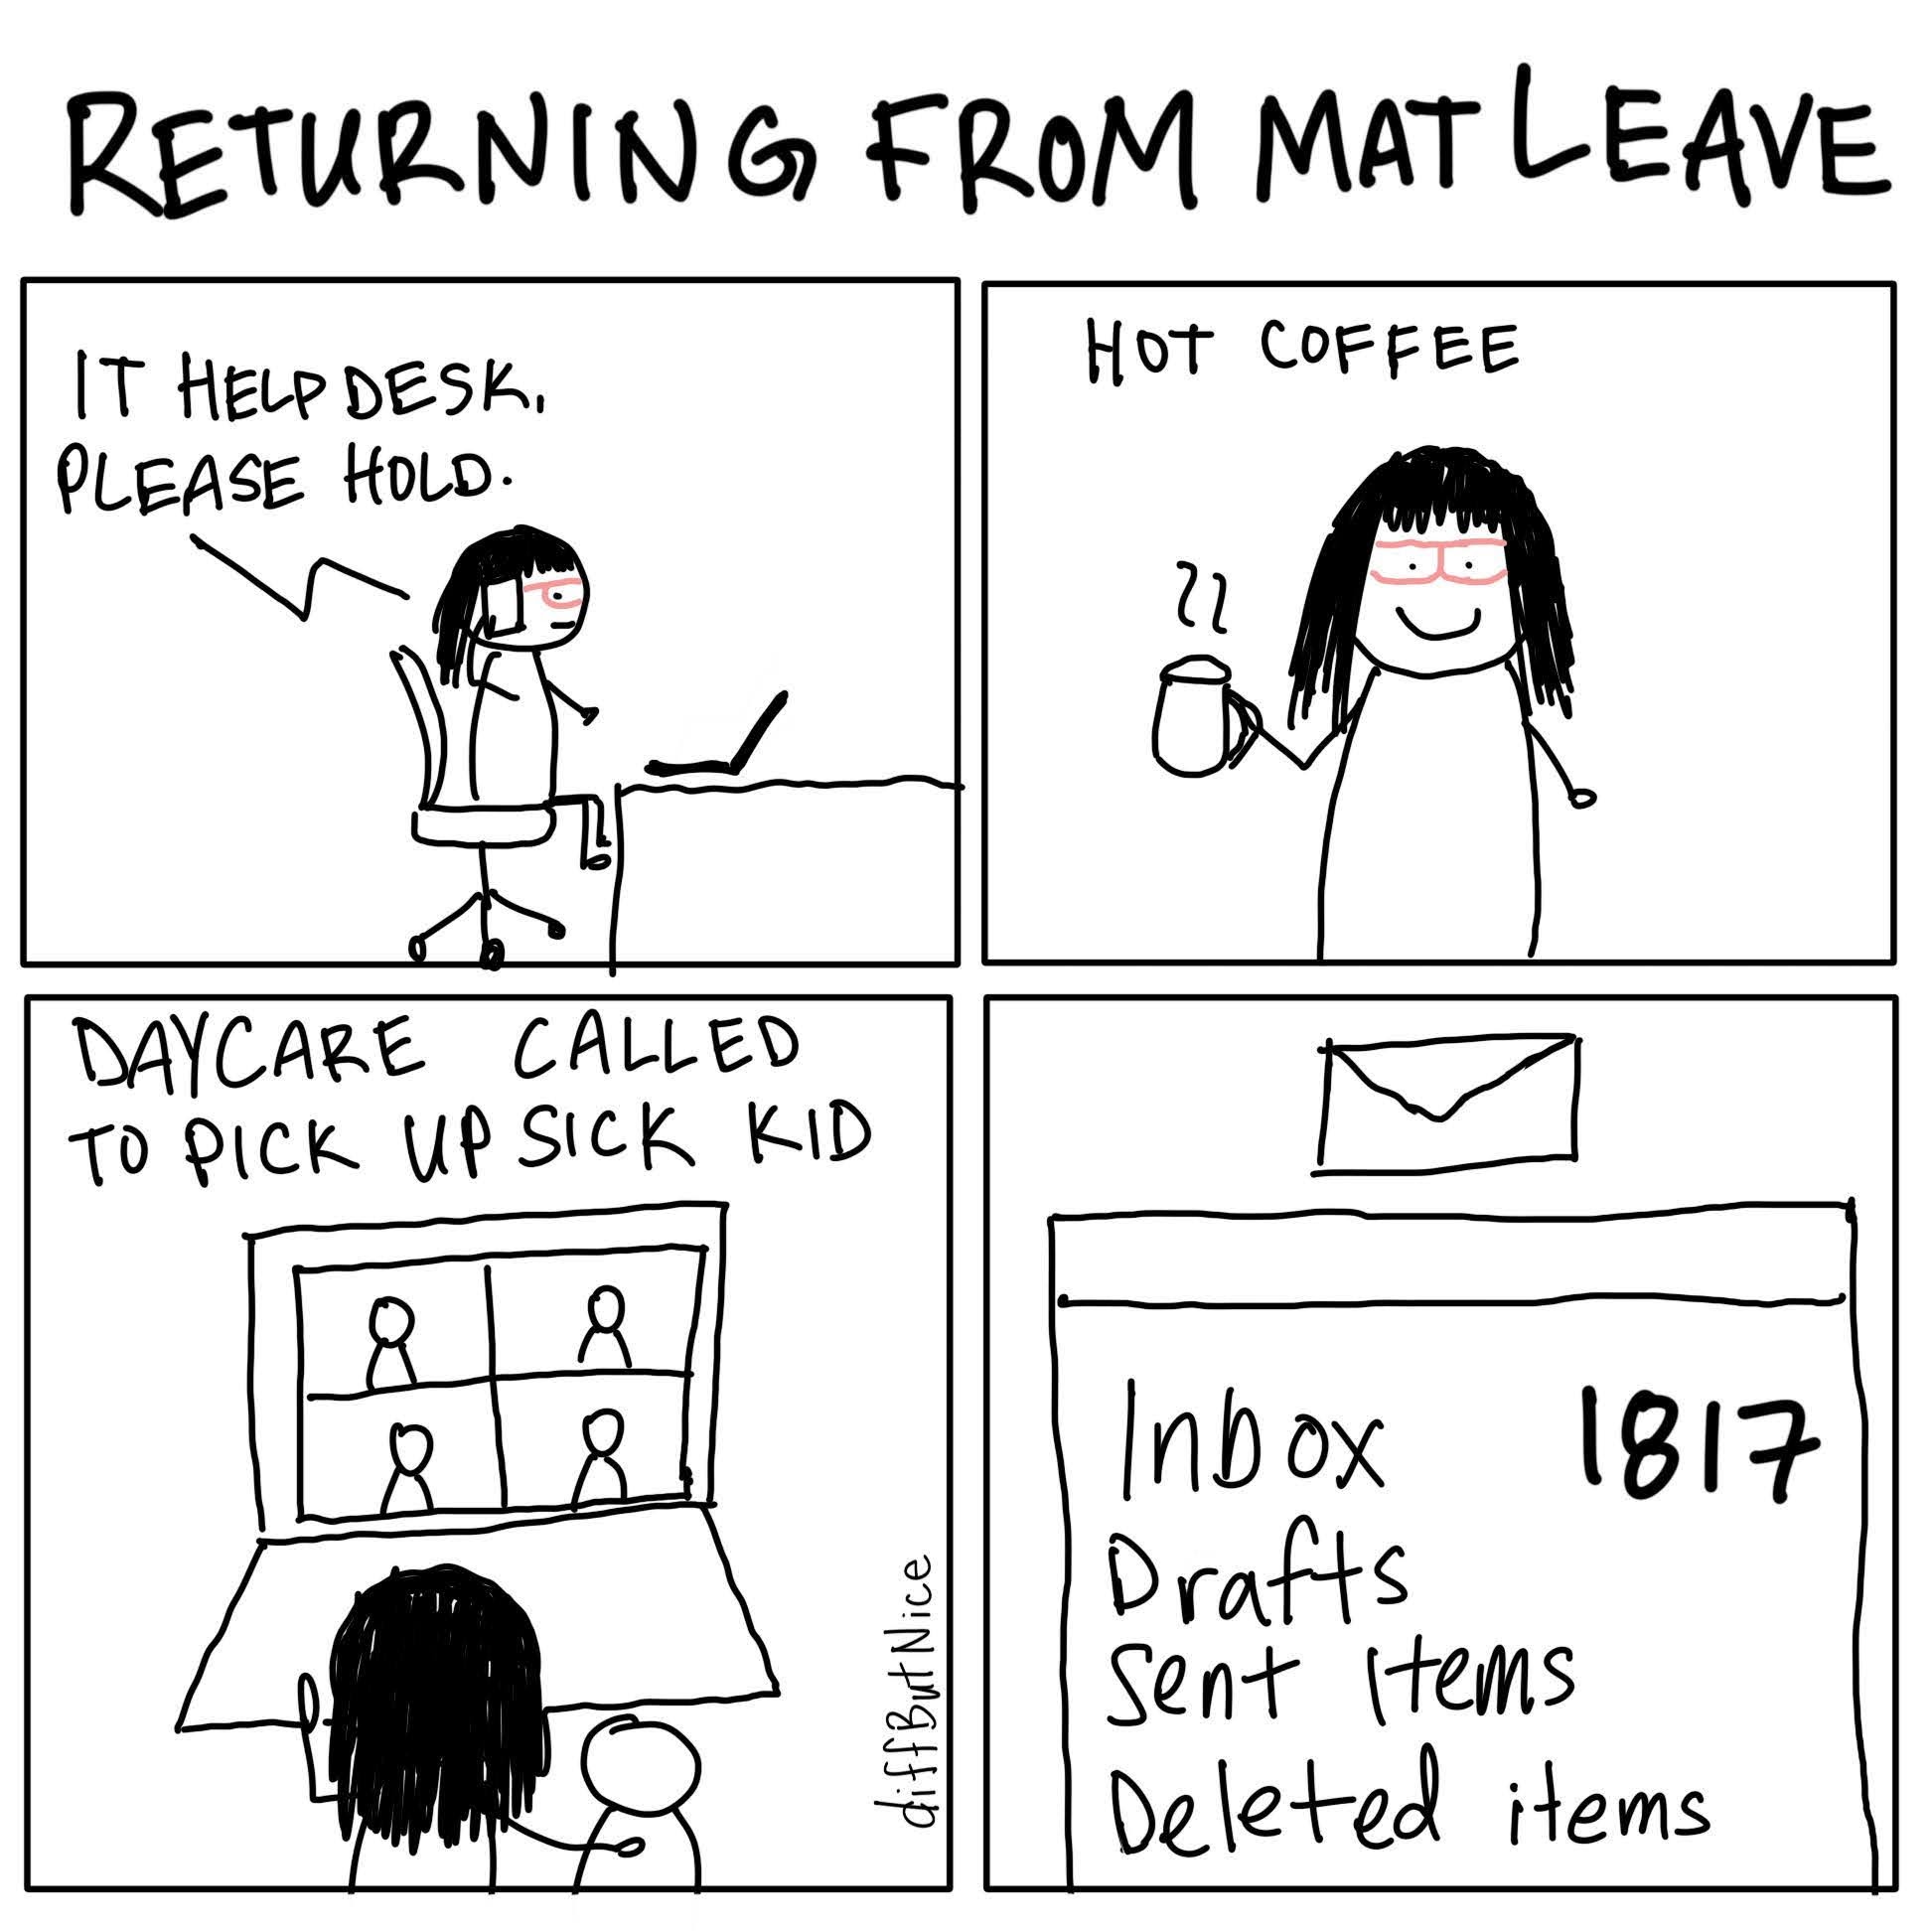 RETURNING FROM MAT LEAVE
IT HELP DESK,
PLEASE HOLD.
HOT COFFEE
DAYCARE CALLED
TO PICK UP SICK KID
diffButNice
Inbox 1817
Drafts
Sent items
Deleted items